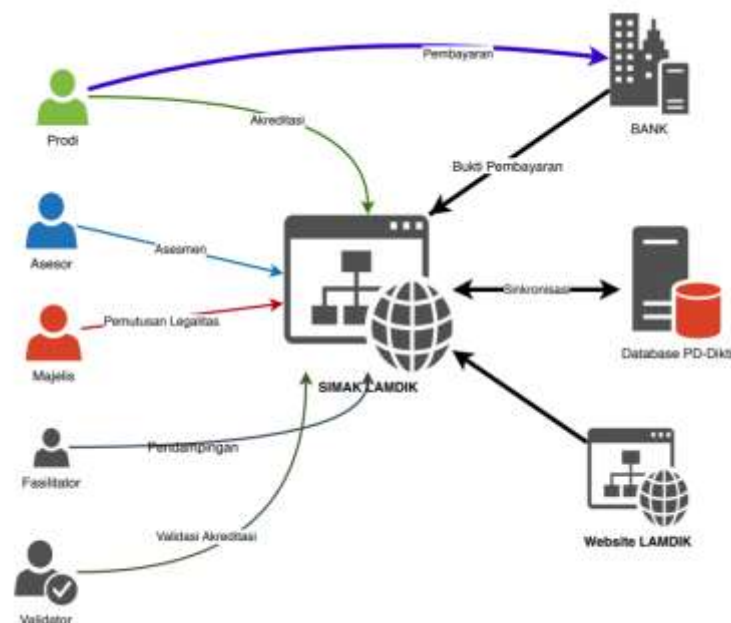 Pembayaran
Prodi
Akreditasi
BANK
Bukti Pembayaran
Asesor
Asesmen
Sinkronisasi
Majelis
Pemutusan Legalitas
Database PD-Dikti
SIMAK LAMDIK
Fasilitator
Pendampingan
Validasi Akreditasi
Website LAMDIK
Validator